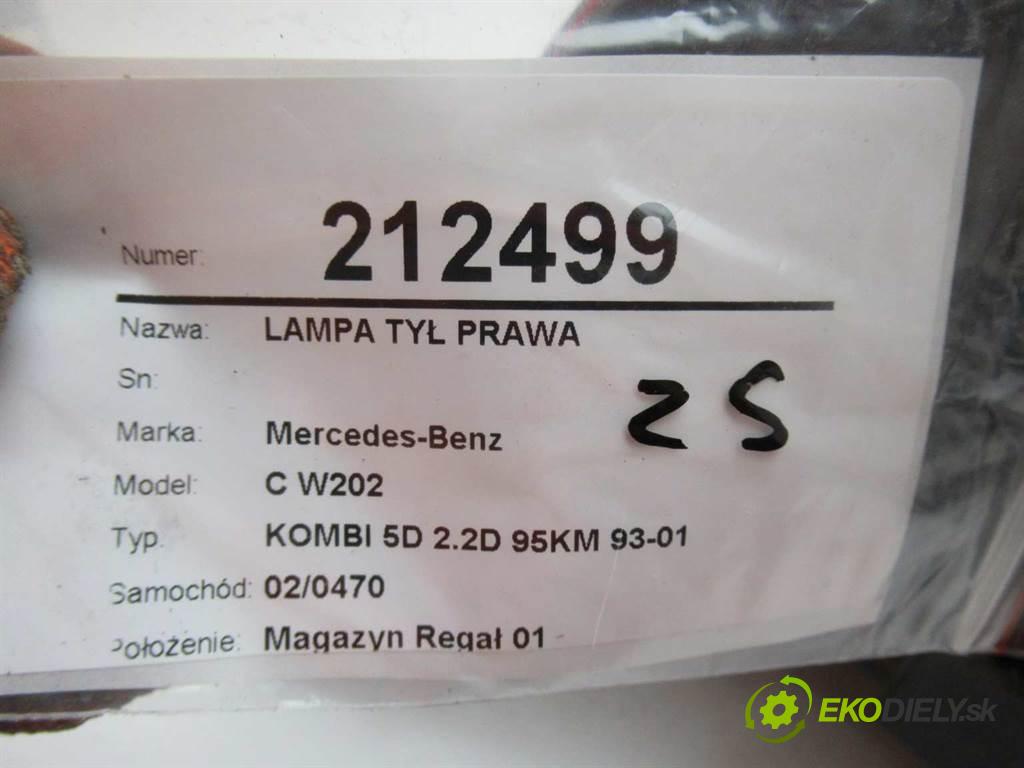 Numer: 212499
Nazwa: LAMPA TYŁ PRAWA
Sn:
25
Marka: Mercedes-Benz
Model: C W202
Typ. KOMBI 5D 2.2D 95KM 93-01
Samochód: 02/0470
Położenie: Magazyn Regał 01
EKODIELY.sk